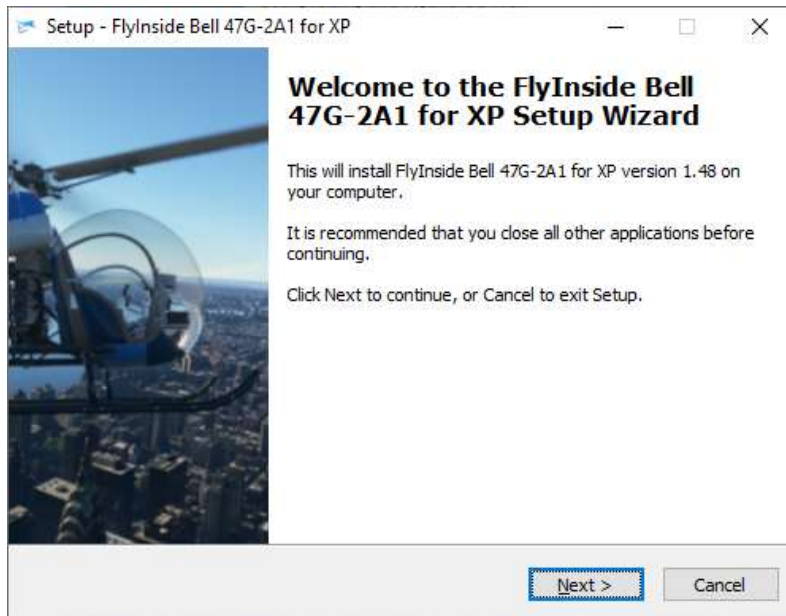 Setup - FlyInside Bell 47G-2A1 for XP
Welcome to the FlyInside Bell
47G-2A1 for XP Setup Wizard
This will install FlyInside Bell 47G-2A1 for XP version 1.48 on
your computer.
It is recommended that you close all other applications before
continuing.
Click Next to continue, or Cancel to exit Setup.
Next >
Cancel